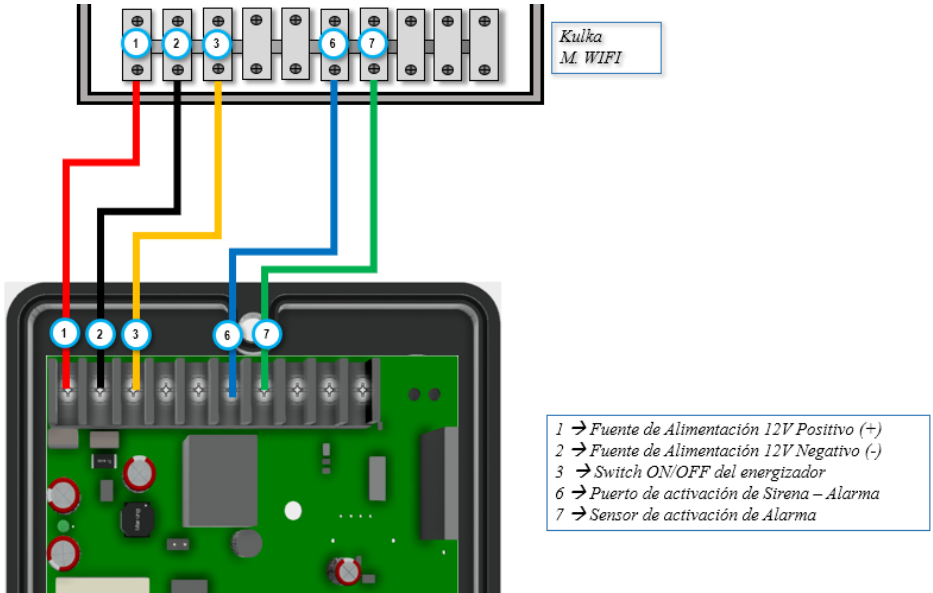 1
2
3
6
7
Kulka
M. WIFI
1
2
3
6
7
1 → Fuente de Alimentación 12V Positivo (+)
2 → Fuente de Alimentación 12V Negativo (-)
3 → Switch ON/OFF del energizador
6 → Puerto de activación de Sirena – Alarma
7 → Sensor de activación de Alarma